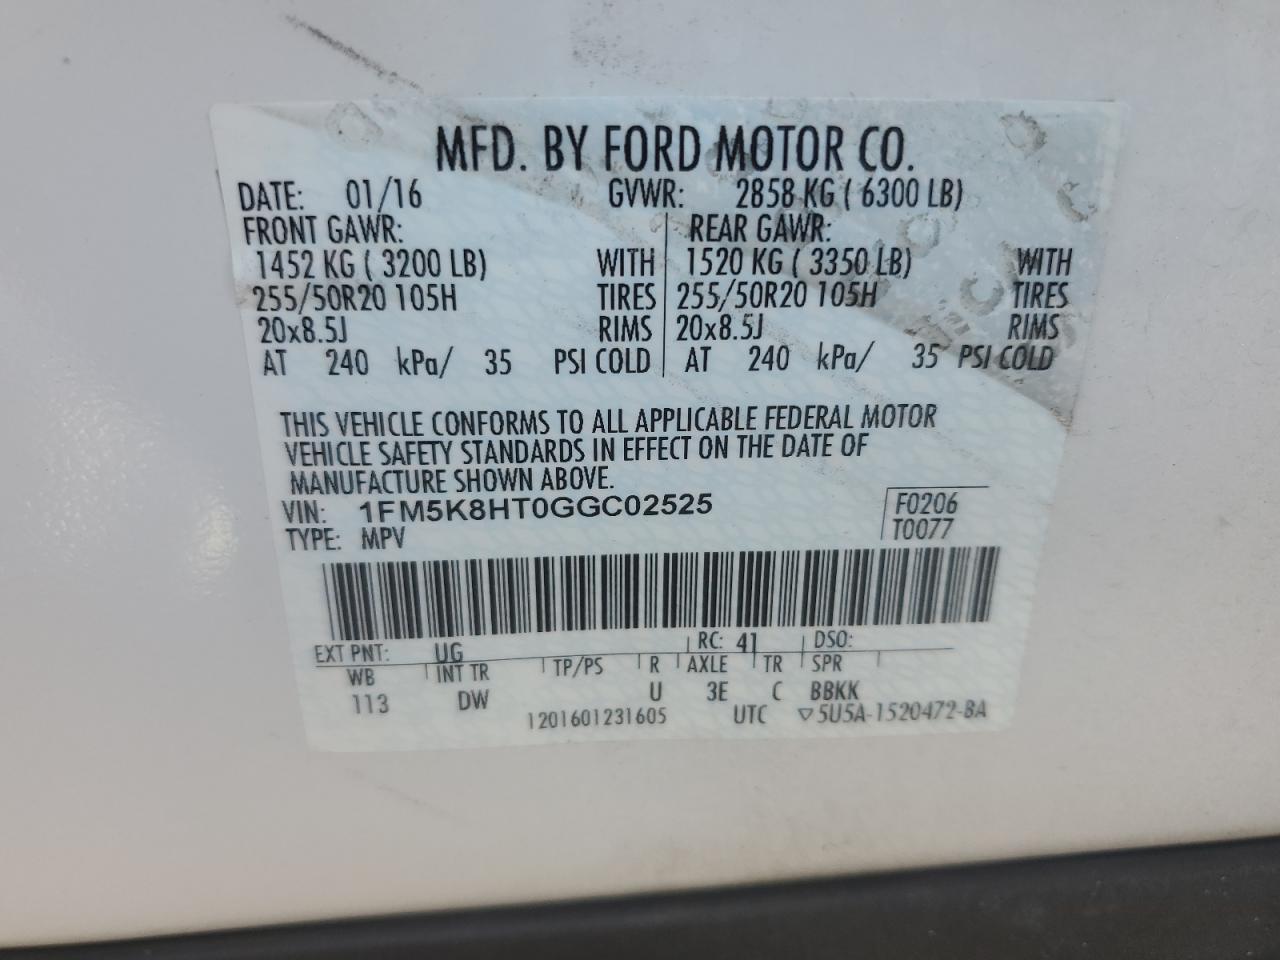 MFD. BY FORD MOTOR CO.
DATE: 01/16 GVWR: 2858 KG ( 6300 LB)
FRONT GAWR: REAR GAWR:
1452 KG ( 3200 LB) WITH 1520 KG ( 3350 LB) WITH
255/50R20 105H TIRES 255/50R20 105H TIRES
20x8.5J RIMS 20x8.5J RIMS
AT 240 kPa/ 35 PSI COLD AT 240 kPa/ 35 PSI COLD
THIS VEHICLE CONFORMS TO ALL APPLICABLE FEDERAL MOTOR
VEHICLE SAFETY STANDARDS IN EFFECT ON THE DATE OF
MANUFACTURE SHOWN ABOVE.
VIN: 1FM5K8HT0GGC02525 F0206
TYPE: MPV T0077
EXT PNT: UG RC: 41 DSO:
WB INT TR TP/PS R AXLE TR SPR
113 DW U 3E C BBKK
1201601231605 UTC ▽5U5A-1520472-BA